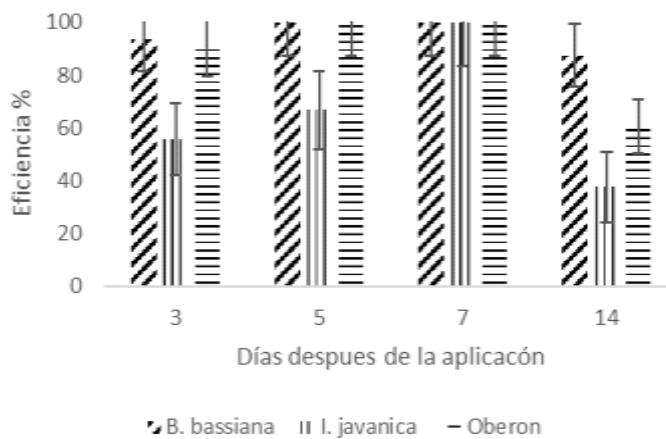 100
80
60
40
20
0
Eficiencia %
3 5 7 14
Días despues de la aplicacón
B. bassiana I. javanica Oberon